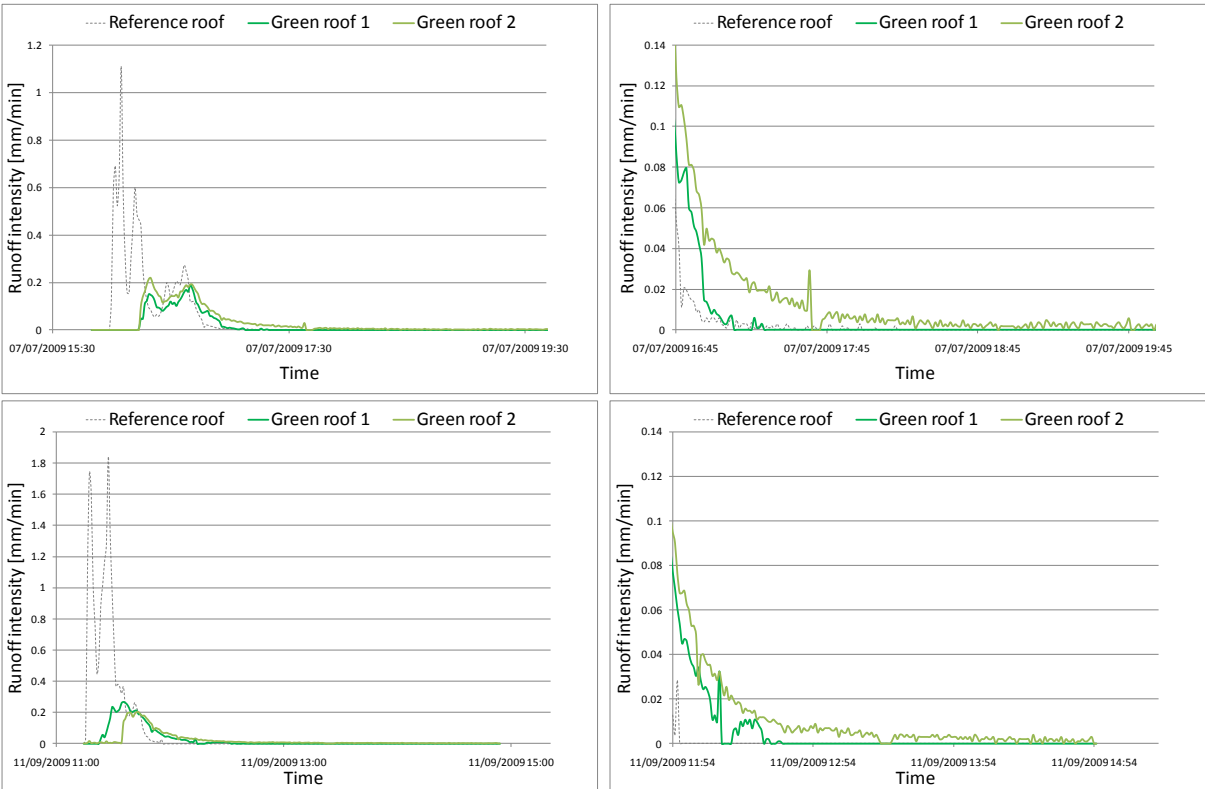 Reference roof Green roof 1 Green roof 2
Runoff intensity [mm/min]
1.2
1
0.8
0.6
0.4
0.2
0
07/07/2009 15:30 07/07/2009 17:30 07/07/2009 19:30
Time
Reference roof Green roof 1 Green roof 2
Runoff intensity [mm/min]
0.14
0.12
0.1
0.08
0.06
0.04
0.02
0
07/07/2009 16:45 07/07/2009 17:45 07/07/2009 18:45 07/07/2009 19:45
Time
Reference roof Green roof 1 Green roof 2
Runoff intensity [mm/min]
2
1.8
1.6
1.4
1.2
1
0.8
0.6
0.4
0.2
0
11/09/2009 11:00 11/09/2009 13:00 11/09/2009 15:00
Time
Reference roof Green roof 1 Green roof 2
Runoff intensity [mm/min]
0.14
0.12
0.1
0.08
0.06
0.04
0.02
0
11/09/2009 11:54 11/09/2009 12:54 11/09/2009 13:54 11/09/2009 14:54
Time